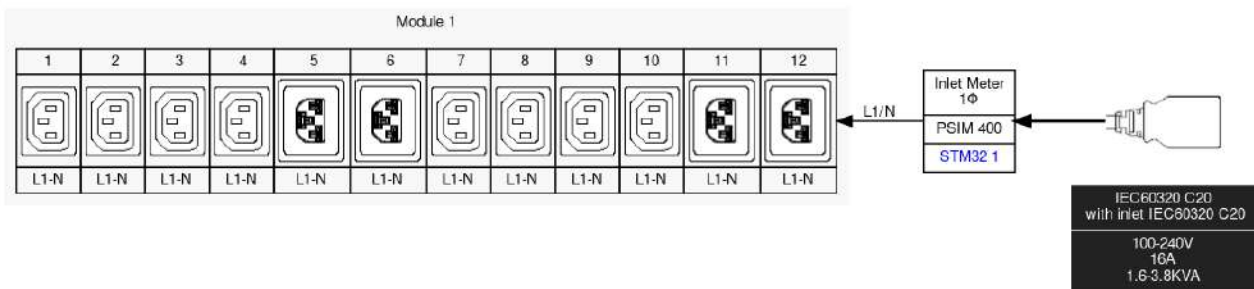 Module 1
1 2 3 4 5 6 7 8 9 10 11 12
L1-N L1-N L1-N L1-N L1-N L1-N L1-N L1-N L1-N L1-N L1-N L1-N
L1/N
Inlet Meter
1Φ
PSIM 400
STM32 1
IEC60320 C20
with inlet IEC60320 C20
100-240V
16A
1.6-3.8KVA